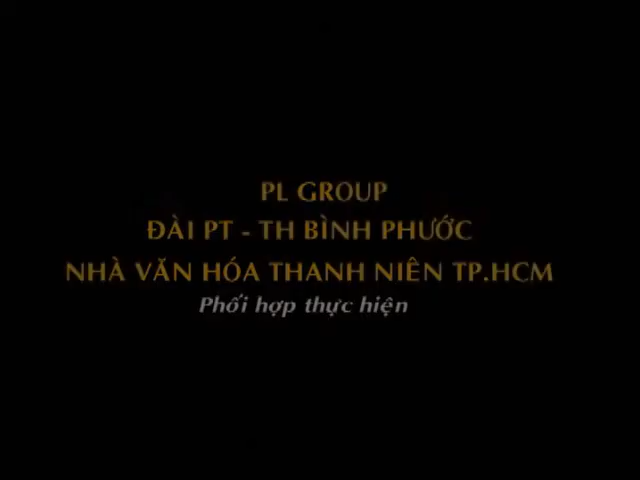 PL GROUP
ĐÀI PT - TH BÌNH PHƯỚC
NHÀ VĂN HÓA THANH NIÊN TP.HCM
Phối hợp thực hiện